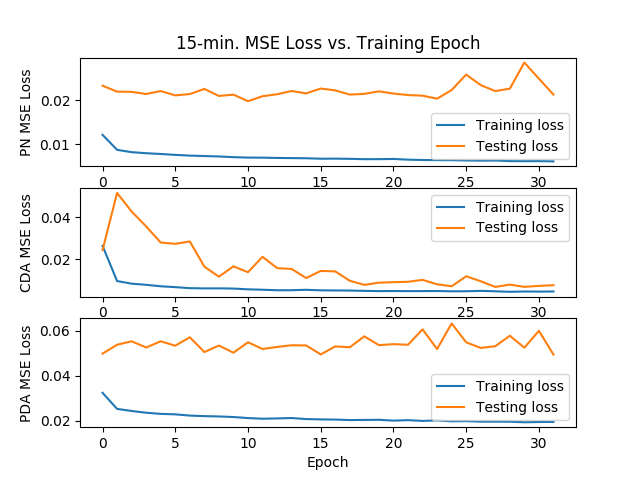 15-min. MSE Loss vs. Training Epoch
PN MSE Loss
0.02
0.01
Training loss
Testing loss
0 5 10 15 20 25 30
CDA MSE Loss
0.04
0.02
Training loss
Testing loss
0 5 10 15 20 25 30
PDA MSE Loss
0.06
0.04
0.02
Training loss
Testing loss
0 5 10 15 20 25 30
Epoch